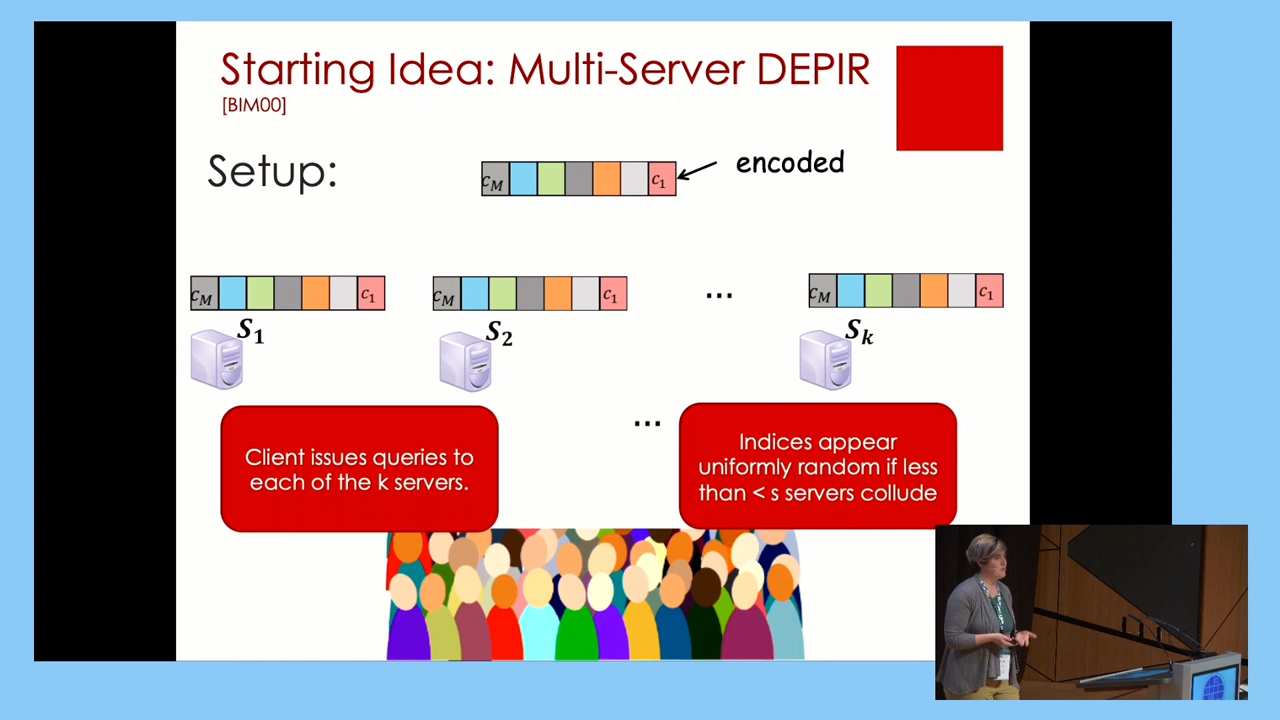 Starting Idea: Multi-Server DEPIR
[BIM00]
Setup:
c_M c_1
encoded
c_M c_1
c_M c_1
...
c_M c_1
S_1
S_2
S_k
...
Client issues queries to
each of the k servers.
Indices appear
uniformly random if less
than < s servers collude